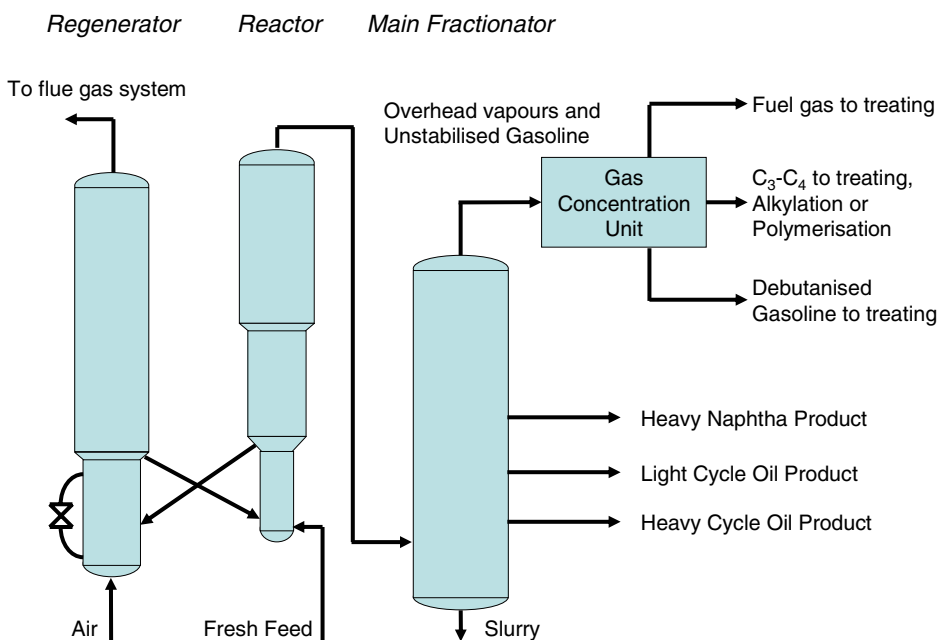 Regenerator
Reactor
Main Fractionator
To flue gas system
Overhead vapours and
Unstabilised Gasoline
Gas
Concentration
Unit
Fuel gas to treating
C₃-C₄ to treating,
Alkylation or
Polymerisation
Debutanised
Gasoline to treating
Heavy Naphtha Product
Light Cycle Oil Product
Heavy Cycle Oil Product
Air
Fresh Feed
Slurry